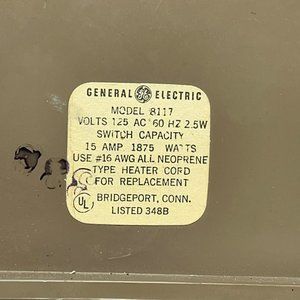 GENERAL GE ELECTRIC
MODEL 8117
VOLTS 125 AC 60 HZ 2.5W
SWITCH CAPACITY
15 AMP 1875 WATTS
USE #16 AWG ALL NEOPRENE
TYPE HEATER CORD
FOR REPLACEMENT
UL BRIDGEPORT, CONN.
LISTED 348B